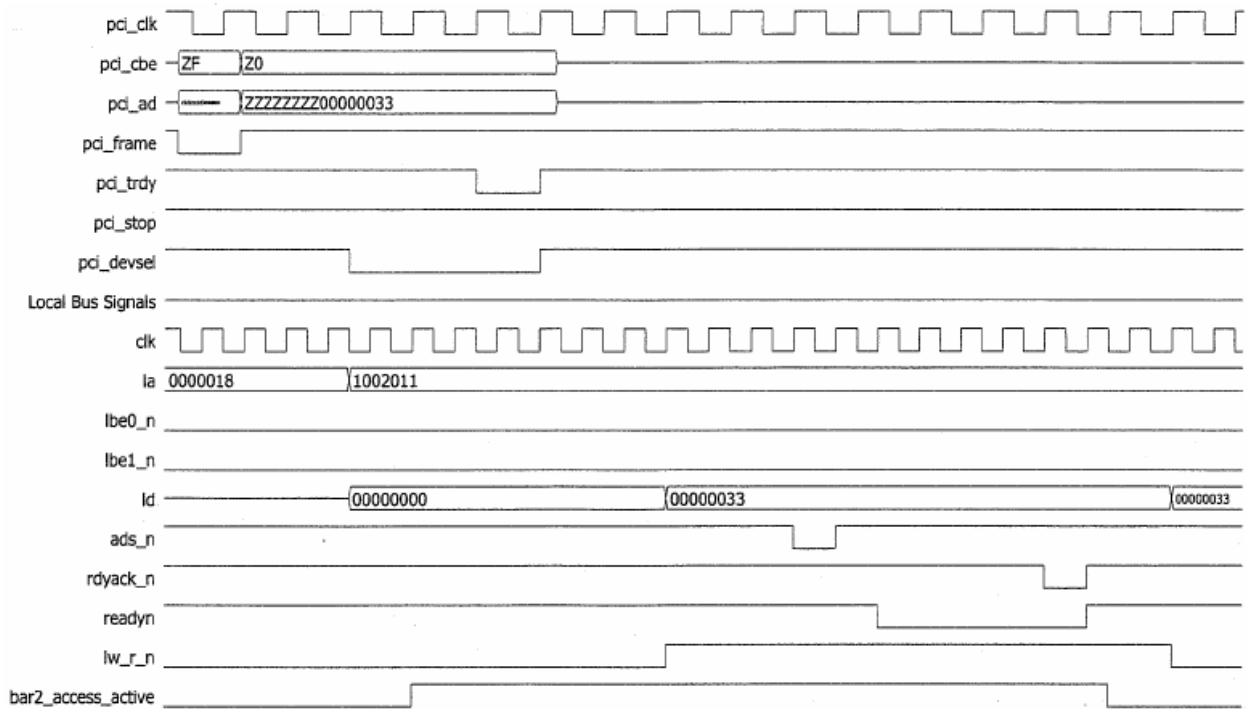 pci_clk
pci_cbe ZF Z0
pci_ad ZZZZZZZZ00000033
pci_frame
pci_trdy
pci_stop
pci_devsel
Local Bus Signals
clk
la 0000018 1002011
lbe0_n
lbe1_n
ld 00000000 00000033 00000033
ads_n
rdyack_n
readyn
lw_r_n
bar2_access_active